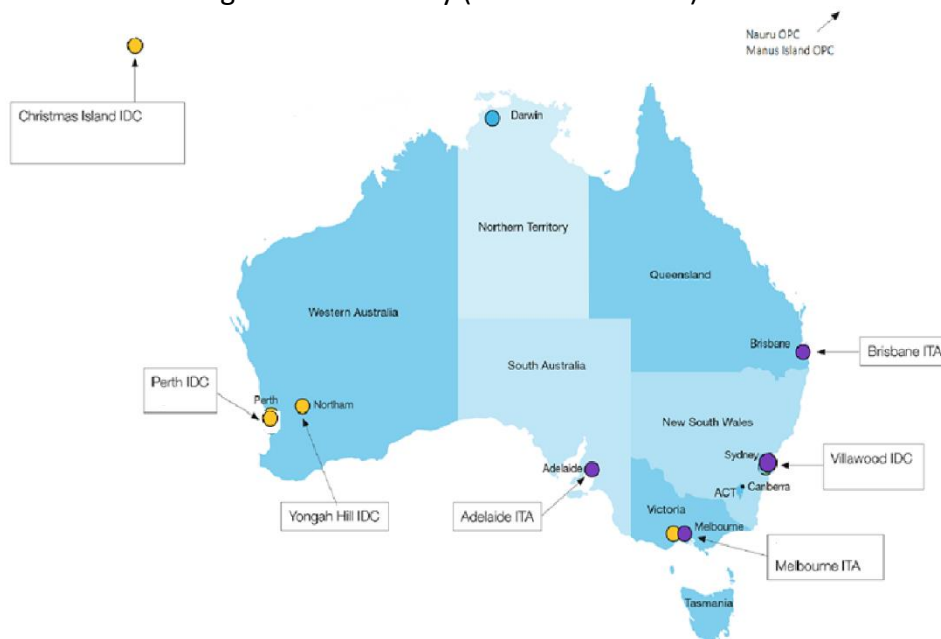 Nauru OPC
Manus Island OPC
Christmas Island IDC
Darwin
Northern Territory
Queensland
Western Australia
South Australia
Brisbane
Brisbane ITA
Perth IDC
Perth
Northam
New South Wales
Sydney
Villawood IDC
Adelaide
Canberra
ACT
Yongah Hill IDC
Adelaide ITA
Victoria
Melbourne
Melbourne ITA
Tasmania